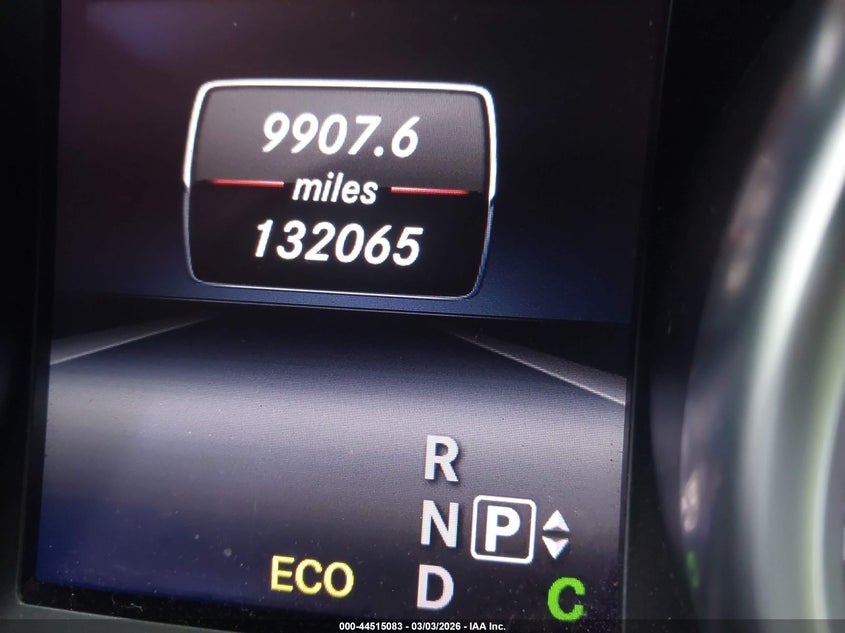 9907.6
miles
132065
R
N P
ECO D C
000-44515083 - 03/03/2026 - IAA Inc.